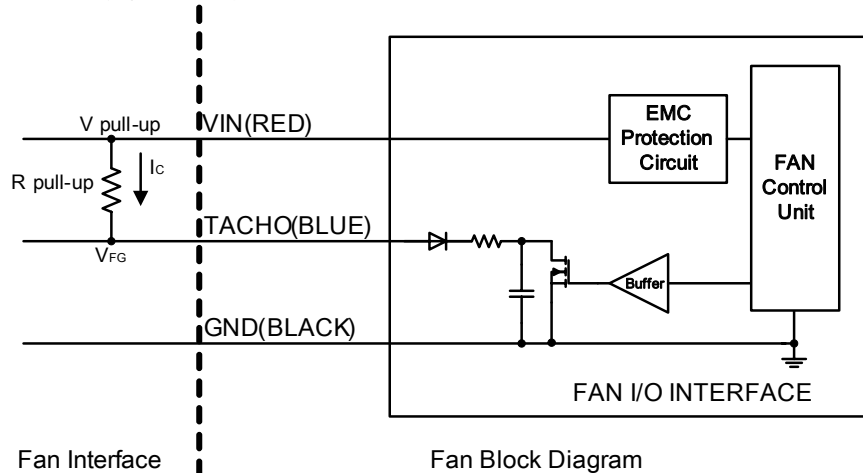 V pull-up
VIN(RED)
R pull-up
IC
TACHO(BLUE)
VFG
GND(BLACK)
EMC
Protection
Circuit
FAN
Control
Unit
Buffer
FAN I/O INTERFACE
Fan Interface
Fan Block Diagram